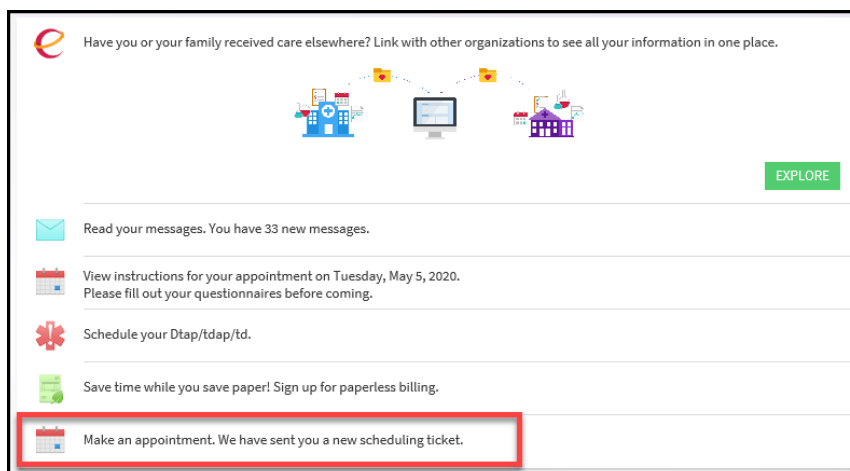 Have you or your family received care elsewhere? Link with other organizations to see all your information in one place.
EXPLORE
Read your messages. You have 33 new messages.
View instructions for your appointment on Tuesday, May 5, 2020.
Please fill out your questionnaires before coming.
Schedule your Dtap/tdap/td.
Save time while you save paper! Sign up for paperless billing.
Make an appointment. We have sent you a new scheduling ticket.